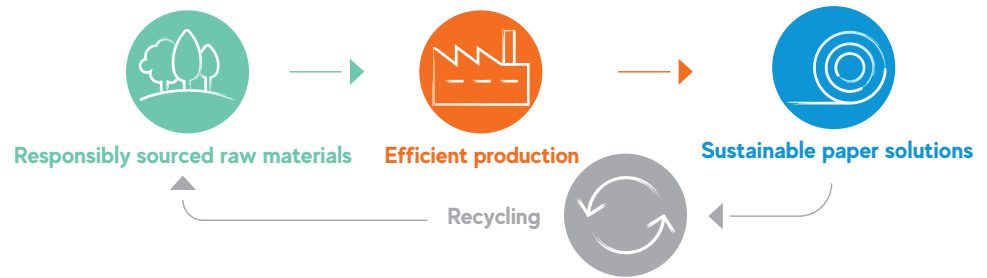 Responsibly sourced raw materials
Efficient production
Sustainable paper solutions
Recycling